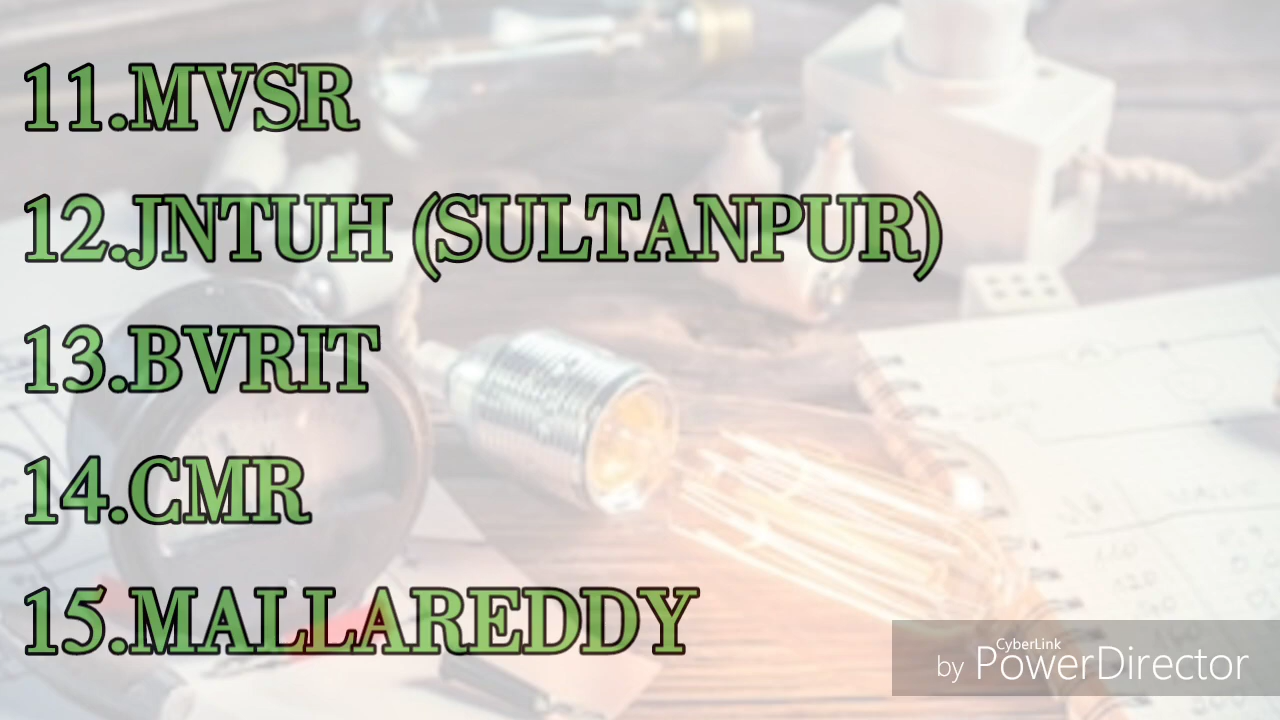 11.MVSR
12.JNTUH (SULTANPUR)
13.BVRIT
14.CMR
15.MALLAREDDY
CyberLink
by PowerDirector